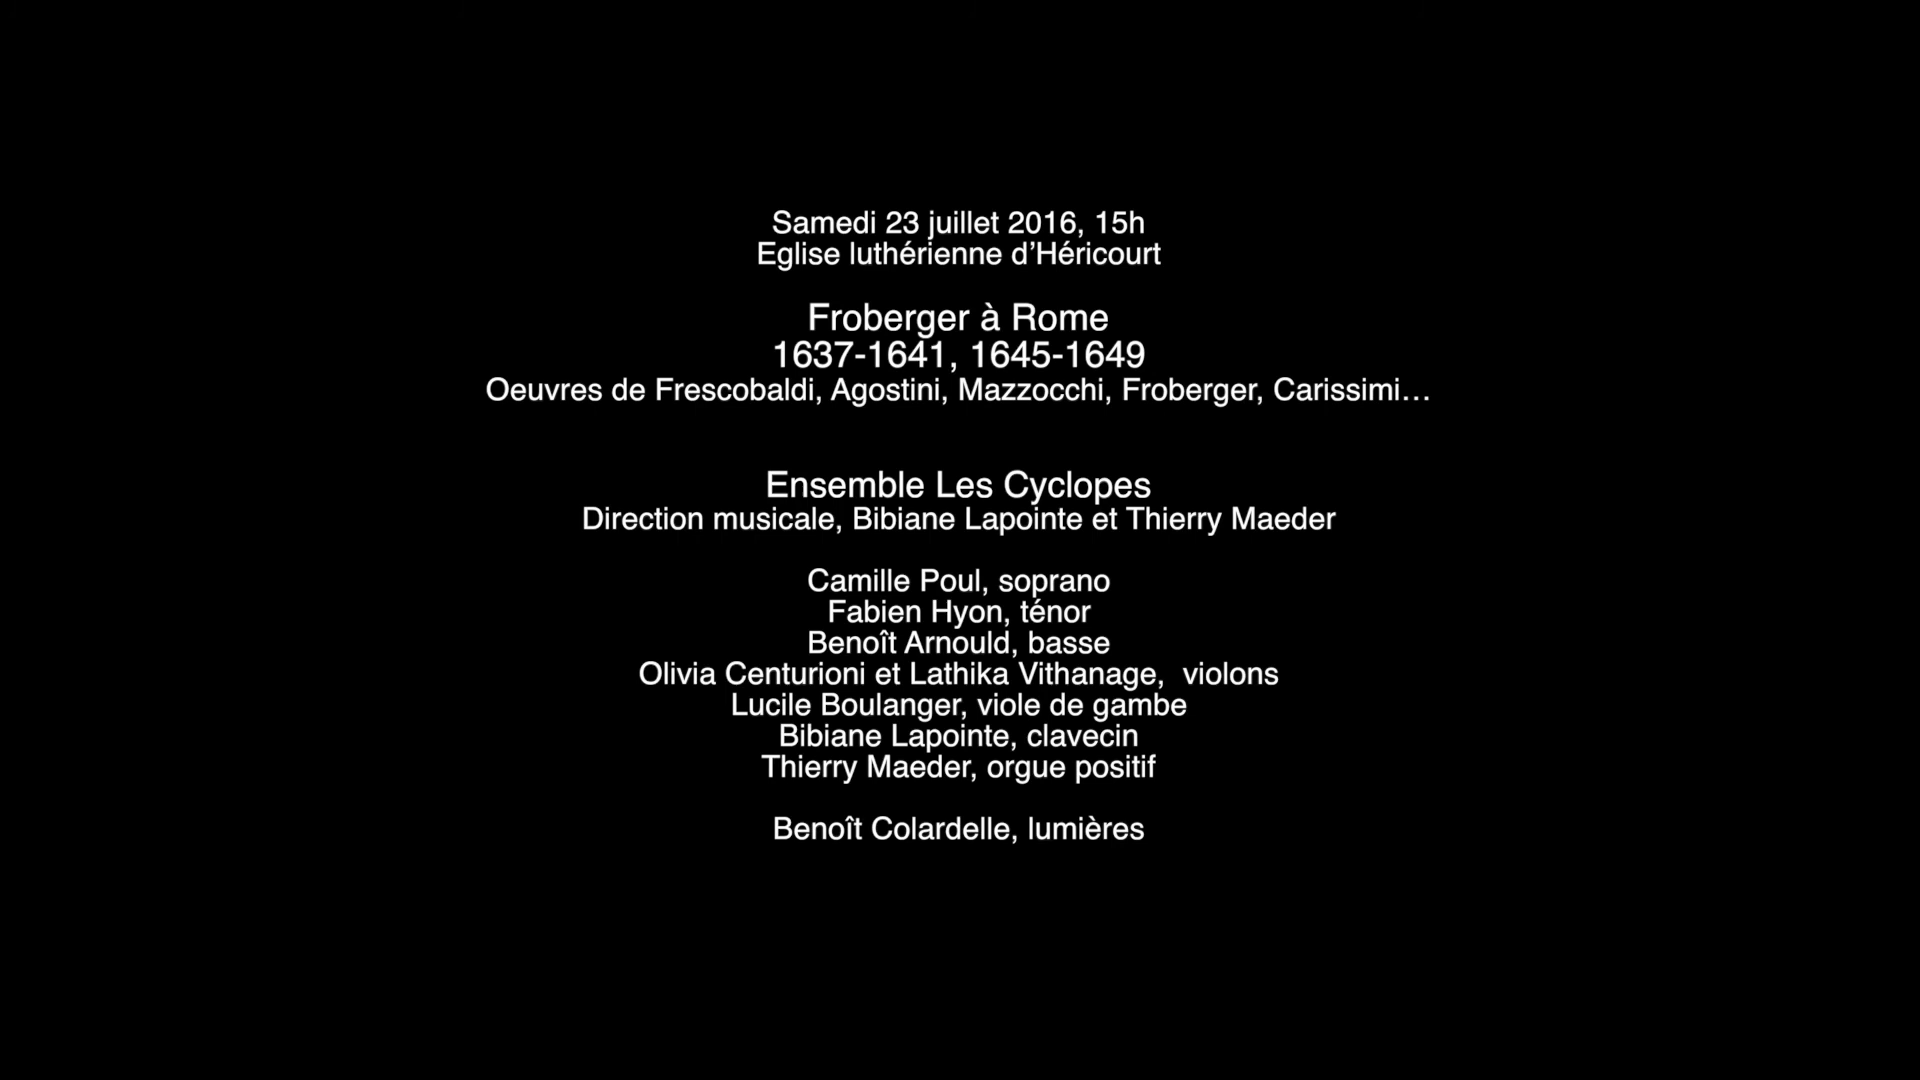 Samedi 23 juillet 2016, 15h
Eglise luthérienne d’Héricourt
Froberger à Rome
1637-1641, 1645-1649
Oeuvres de Frescobaldi, Agostini, Mazzocchi, Froberger, Carissimi…
Ensemble Les Cyclopes
Direction musicale, Bibiane Lapointe et Thierry Maeder
Camille Poul, soprano
Fabien Hyon, ténor
Benoît Arnould, basse
Olivia Centurioni et Lathika Vithanage,  violons
Lucile Boulanger, viole de gambe
Bibiane Lapointe, clavecin
Thierry Maeder, orgue positif
Benoît Colardelle, lumières